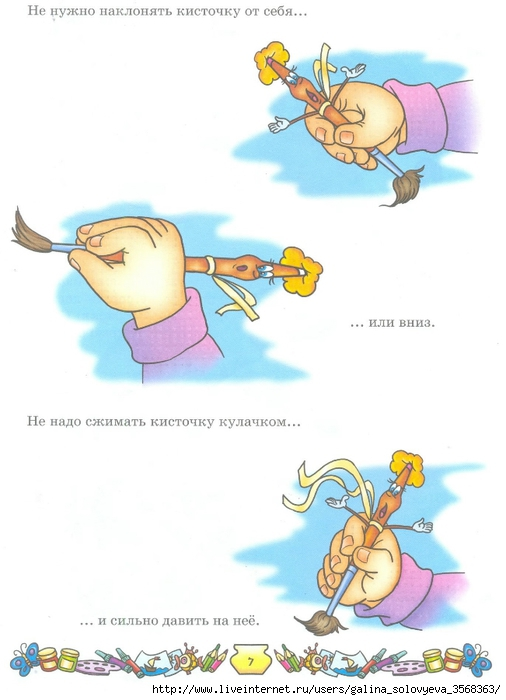 Не нужно наклонять кисточку от себя...
... или вниз.
Не надо сжимать кисточку кулачком...
... и сильно давить на неё.
7
http://www.liveinternet.ru/users/galina_solovyeva_3568363/